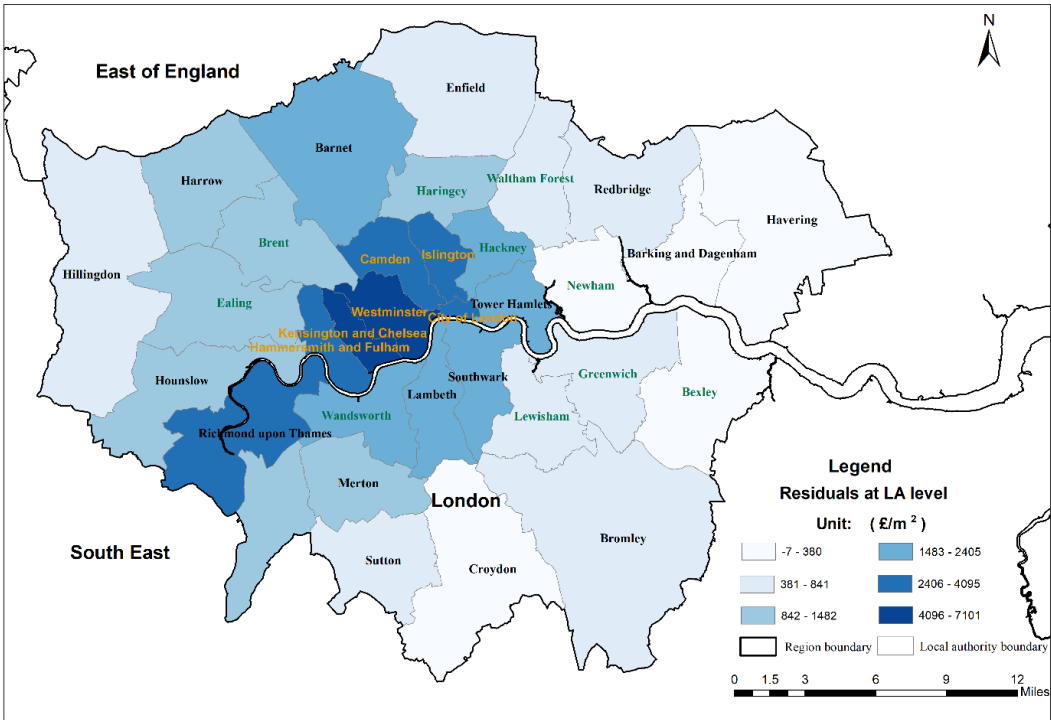 N
East of England
Enfield
Barnet
Harrow
Haringey
Waltham Forest
Redbridge
Havering
Brent
Camden
Islington
Hackney
Barking and Dagenham
Hillingdon
Newham
Ealing
Westminster
Tower Hamlets
City of London
Kensington and Chelsea
Hammersmith and Fulham
Hounslow
Southwark
Greenwich
Lambeth
Bexley
Wandsworth
Lewisham
Richmond upon Thames
Merton
London
South East
Sutton
Croydon
Bromley
Legend
Residuals at LA level
Unit: ( £/m ² )
-7 - 380
1483 - 2405
381 - 841
2406 - 4095
842 - 1482
4096 - 7101
Region boundary
Local authority boundary
0 1.5 3 6 9 12
Miles